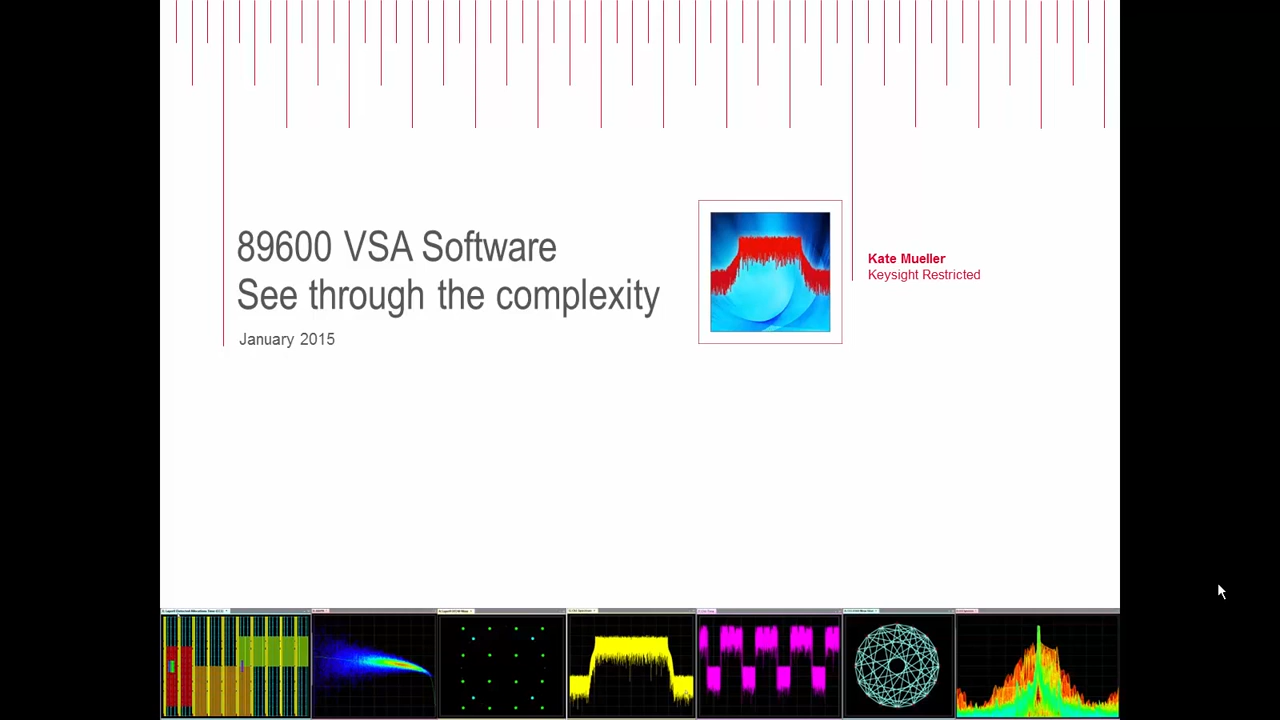 89600 VSA Software
See through the complexity
January 2015
Kate Mueller
Keysight Restricted